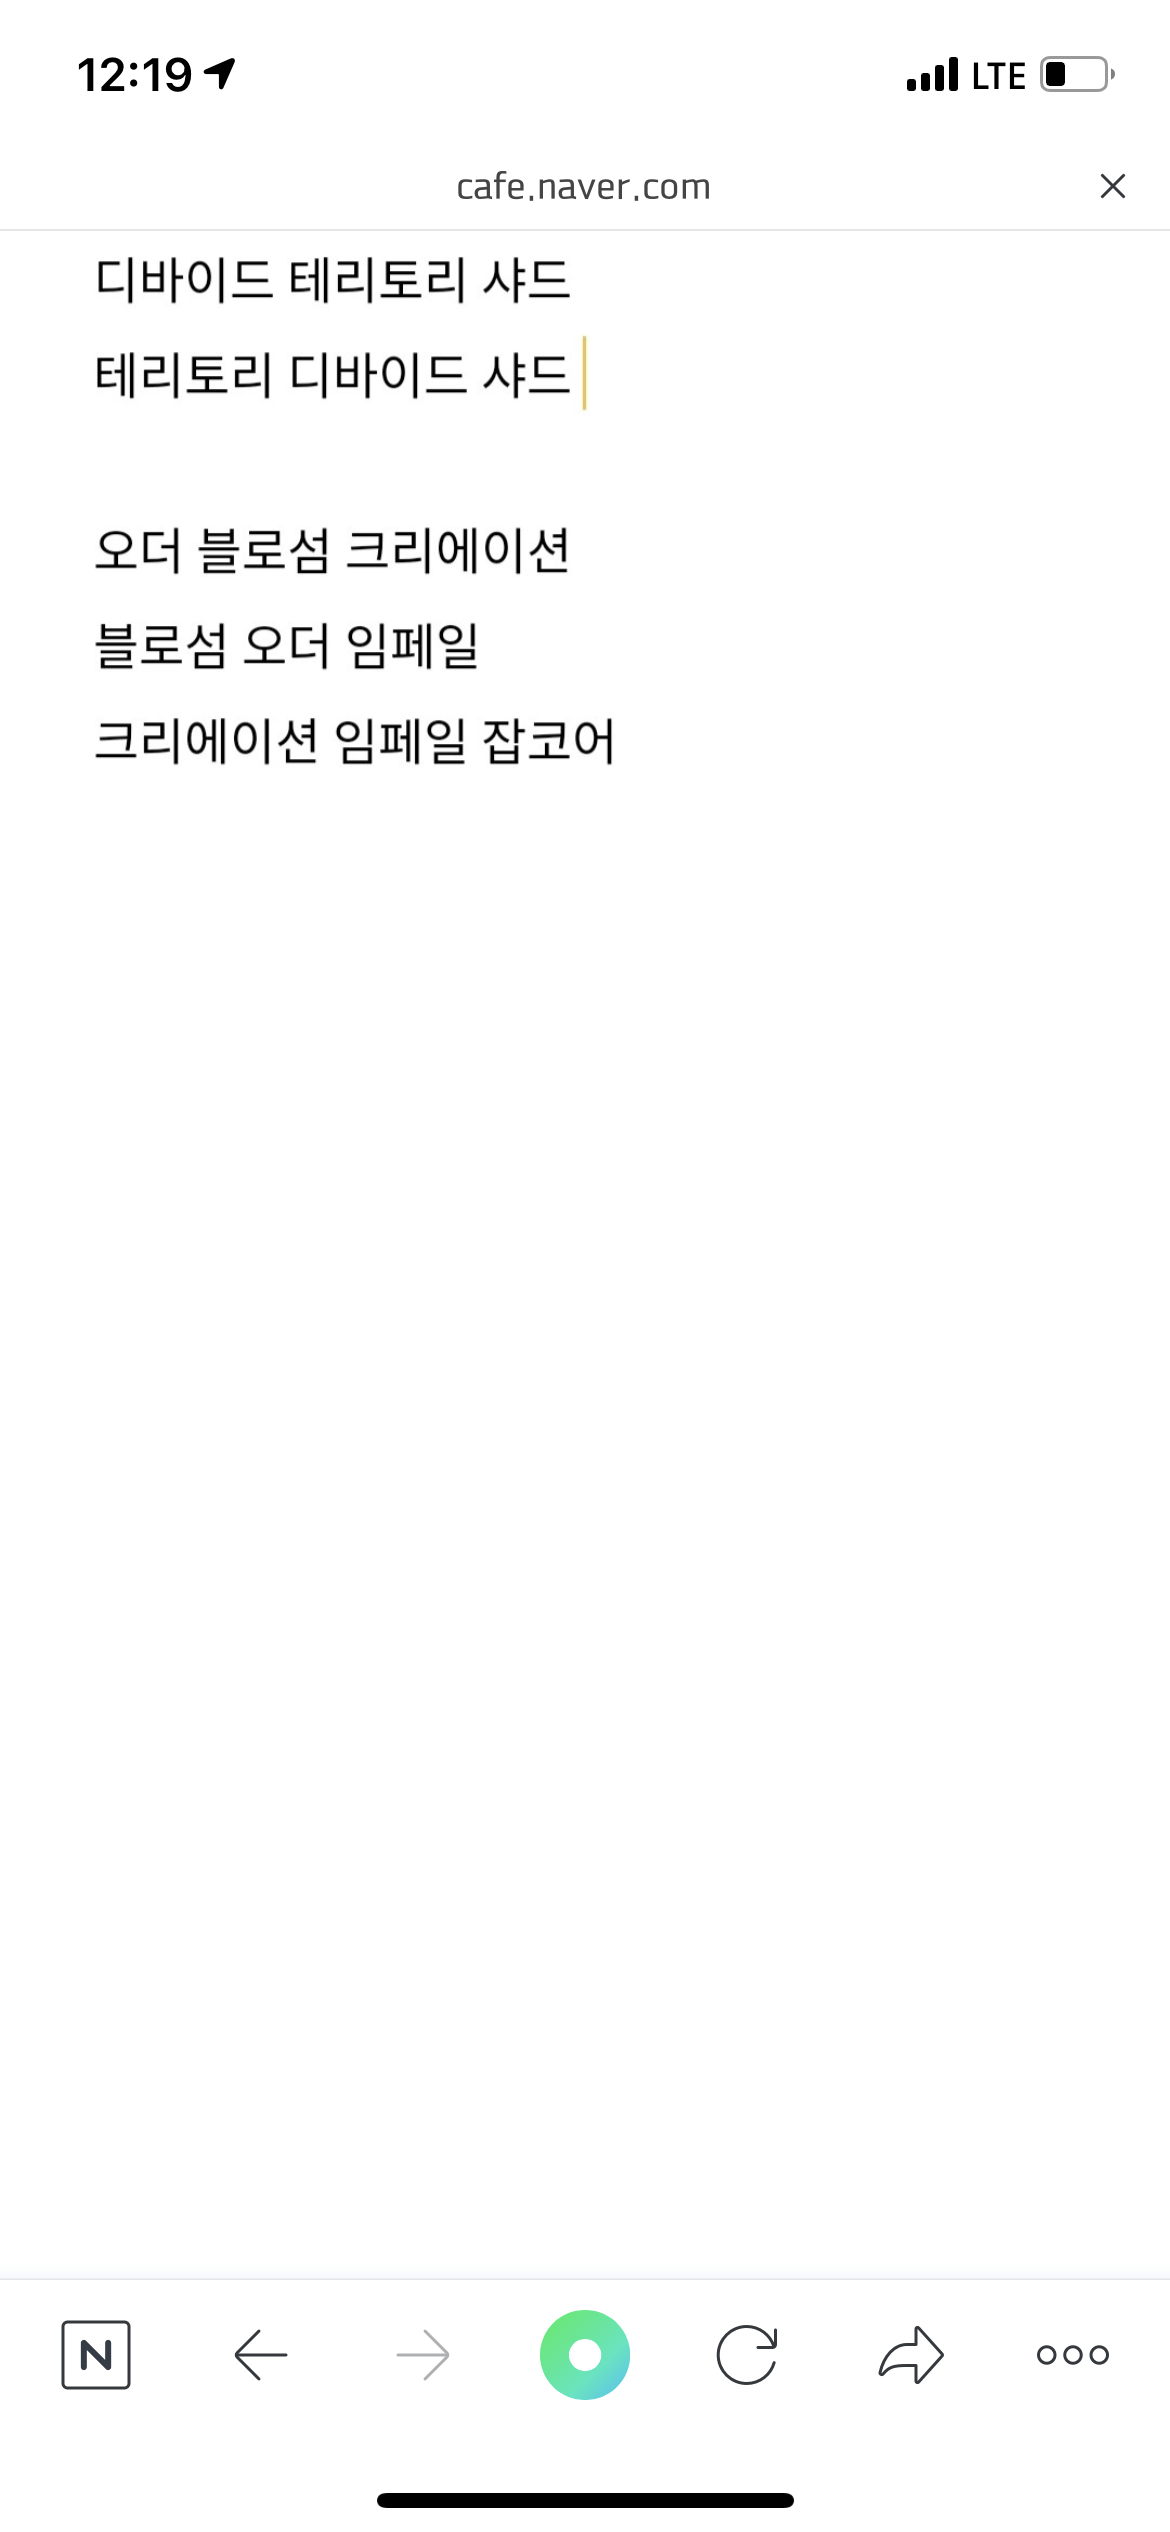 12:19
LTE
cafe.naver.com
디바이드 테리토리 샤드
테리토리 디바이드 샤드
오더 블로섬 크리에이션
블로섬 오더 임페일
크리에이션 임페일 잡코어
N